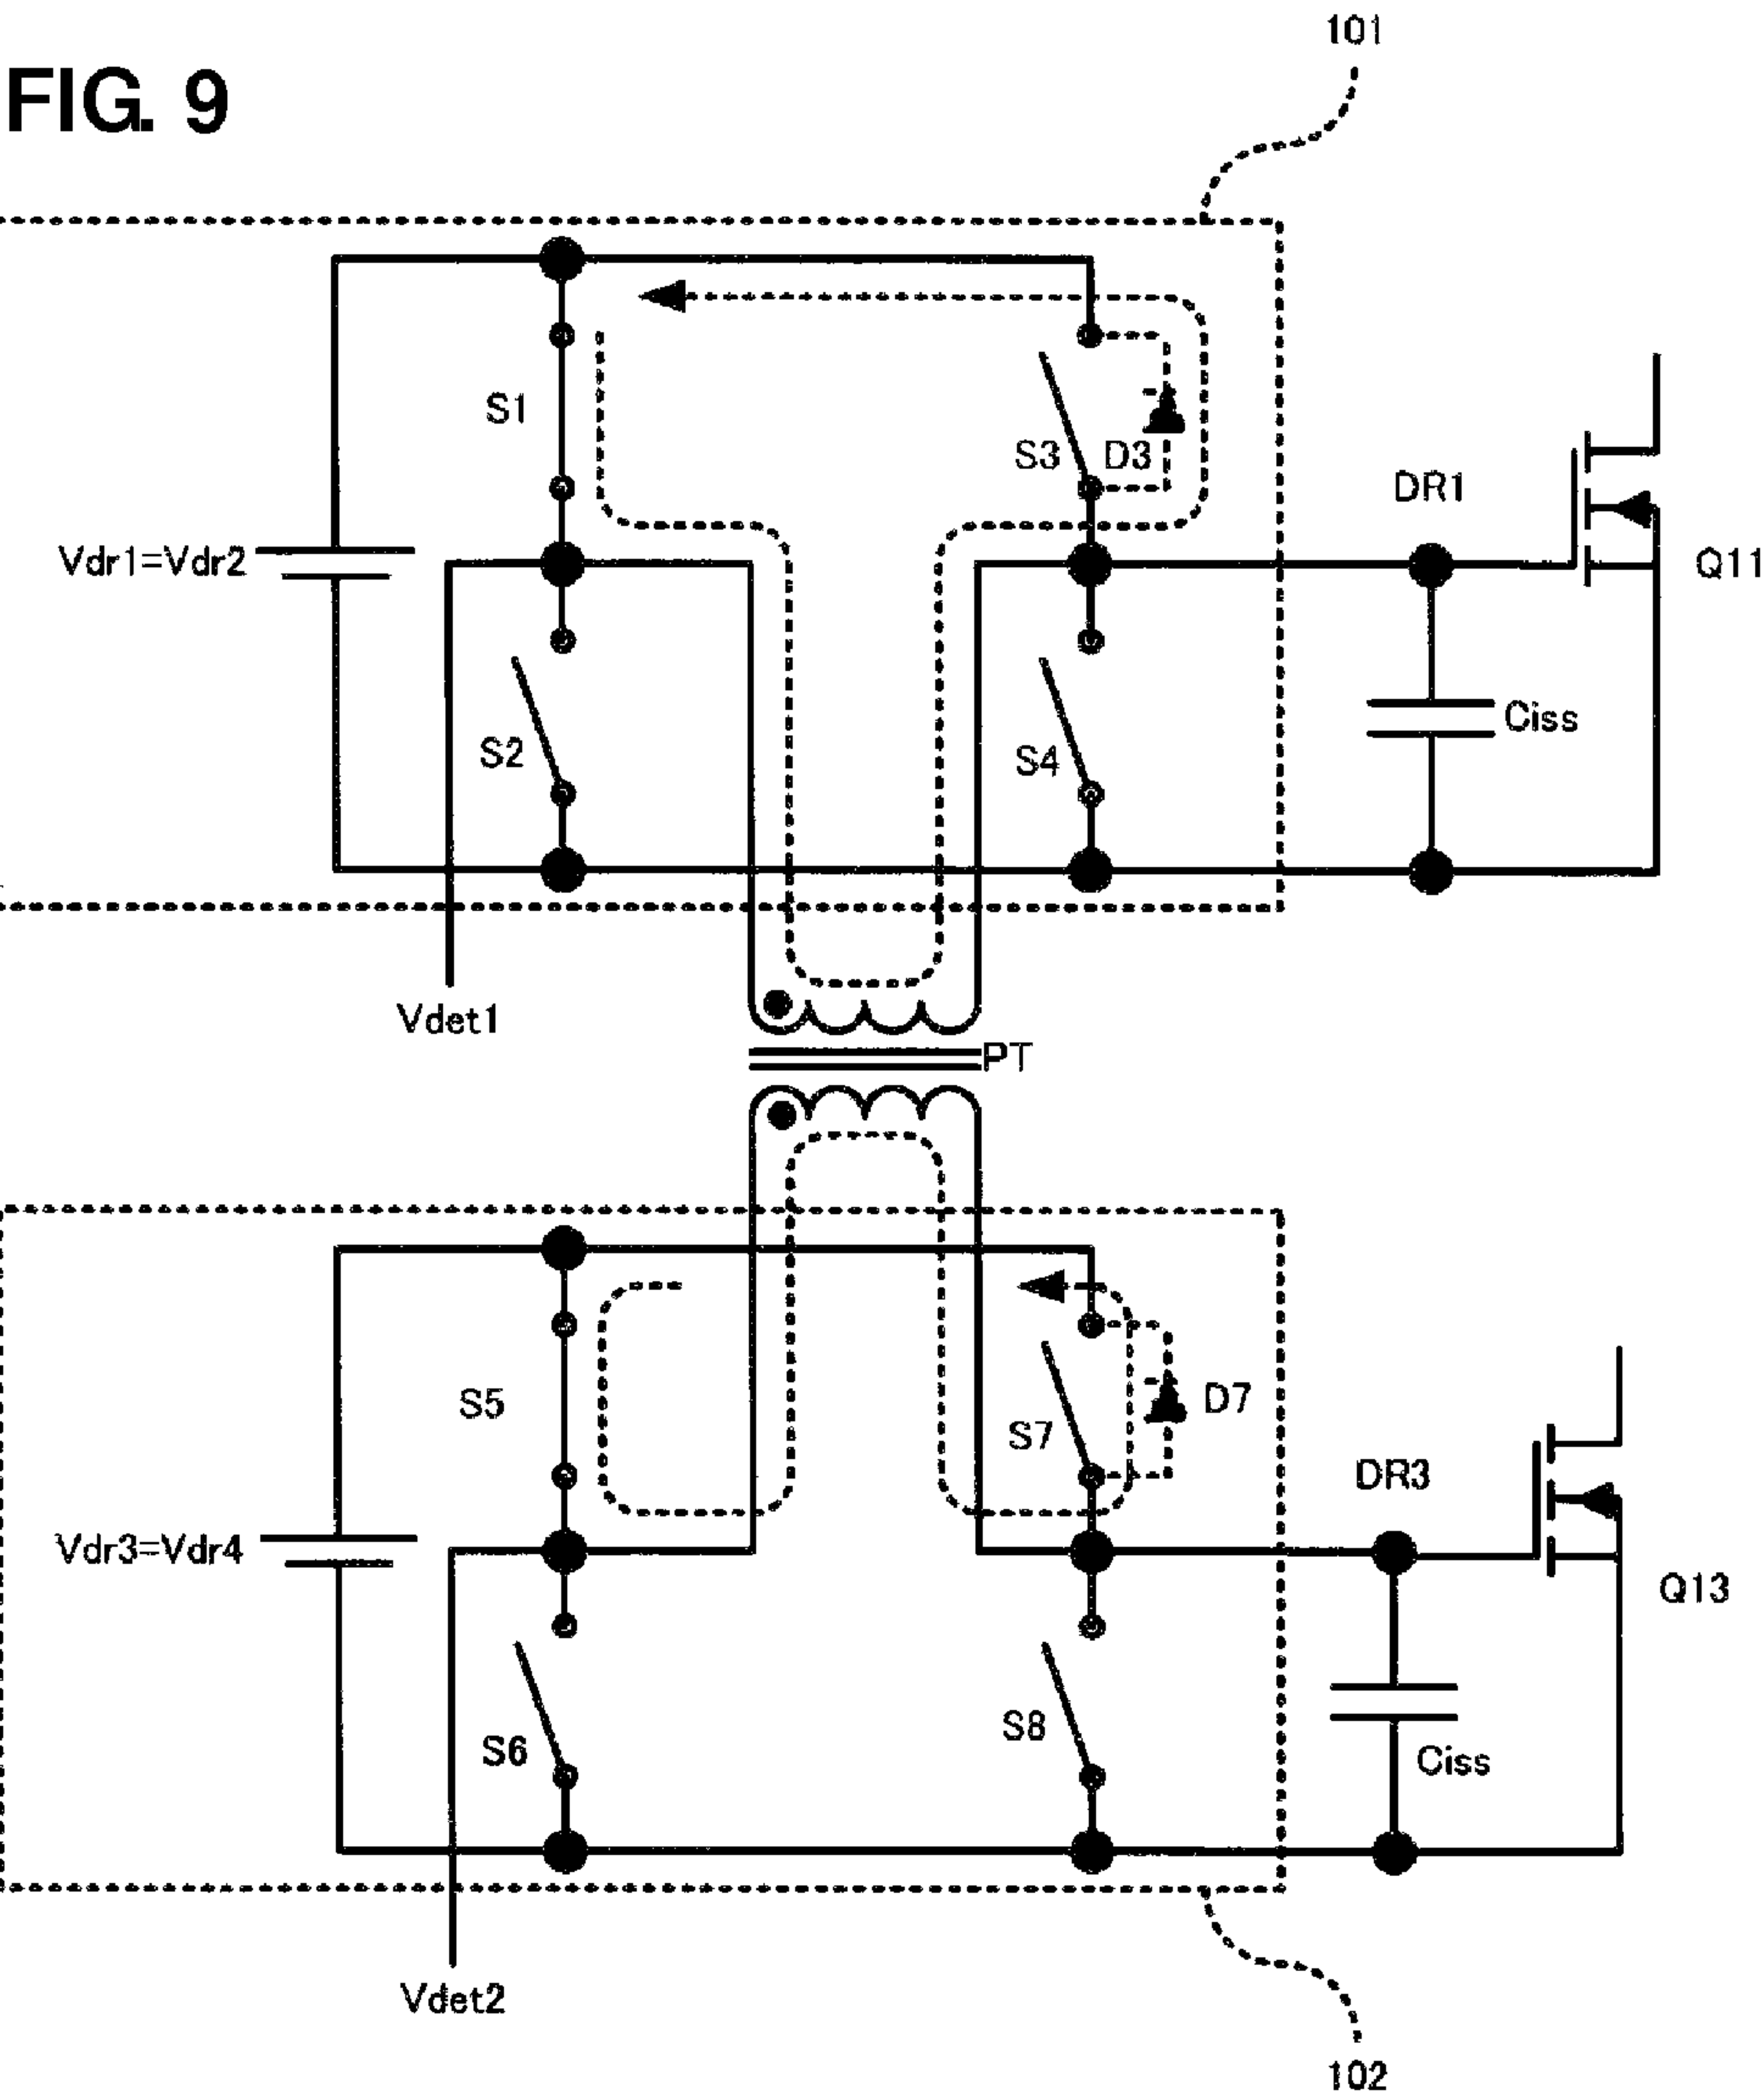 101
FIG. 9
S1
S3
D3
DR1
Vdr1=Vdr2
Q11
S2
S4
Ciss
Vdet1
PT
S5
S7
D7
DR3
Vdr3=Vdr4
Q13
S6
S8
Ciss
Vdet2
102